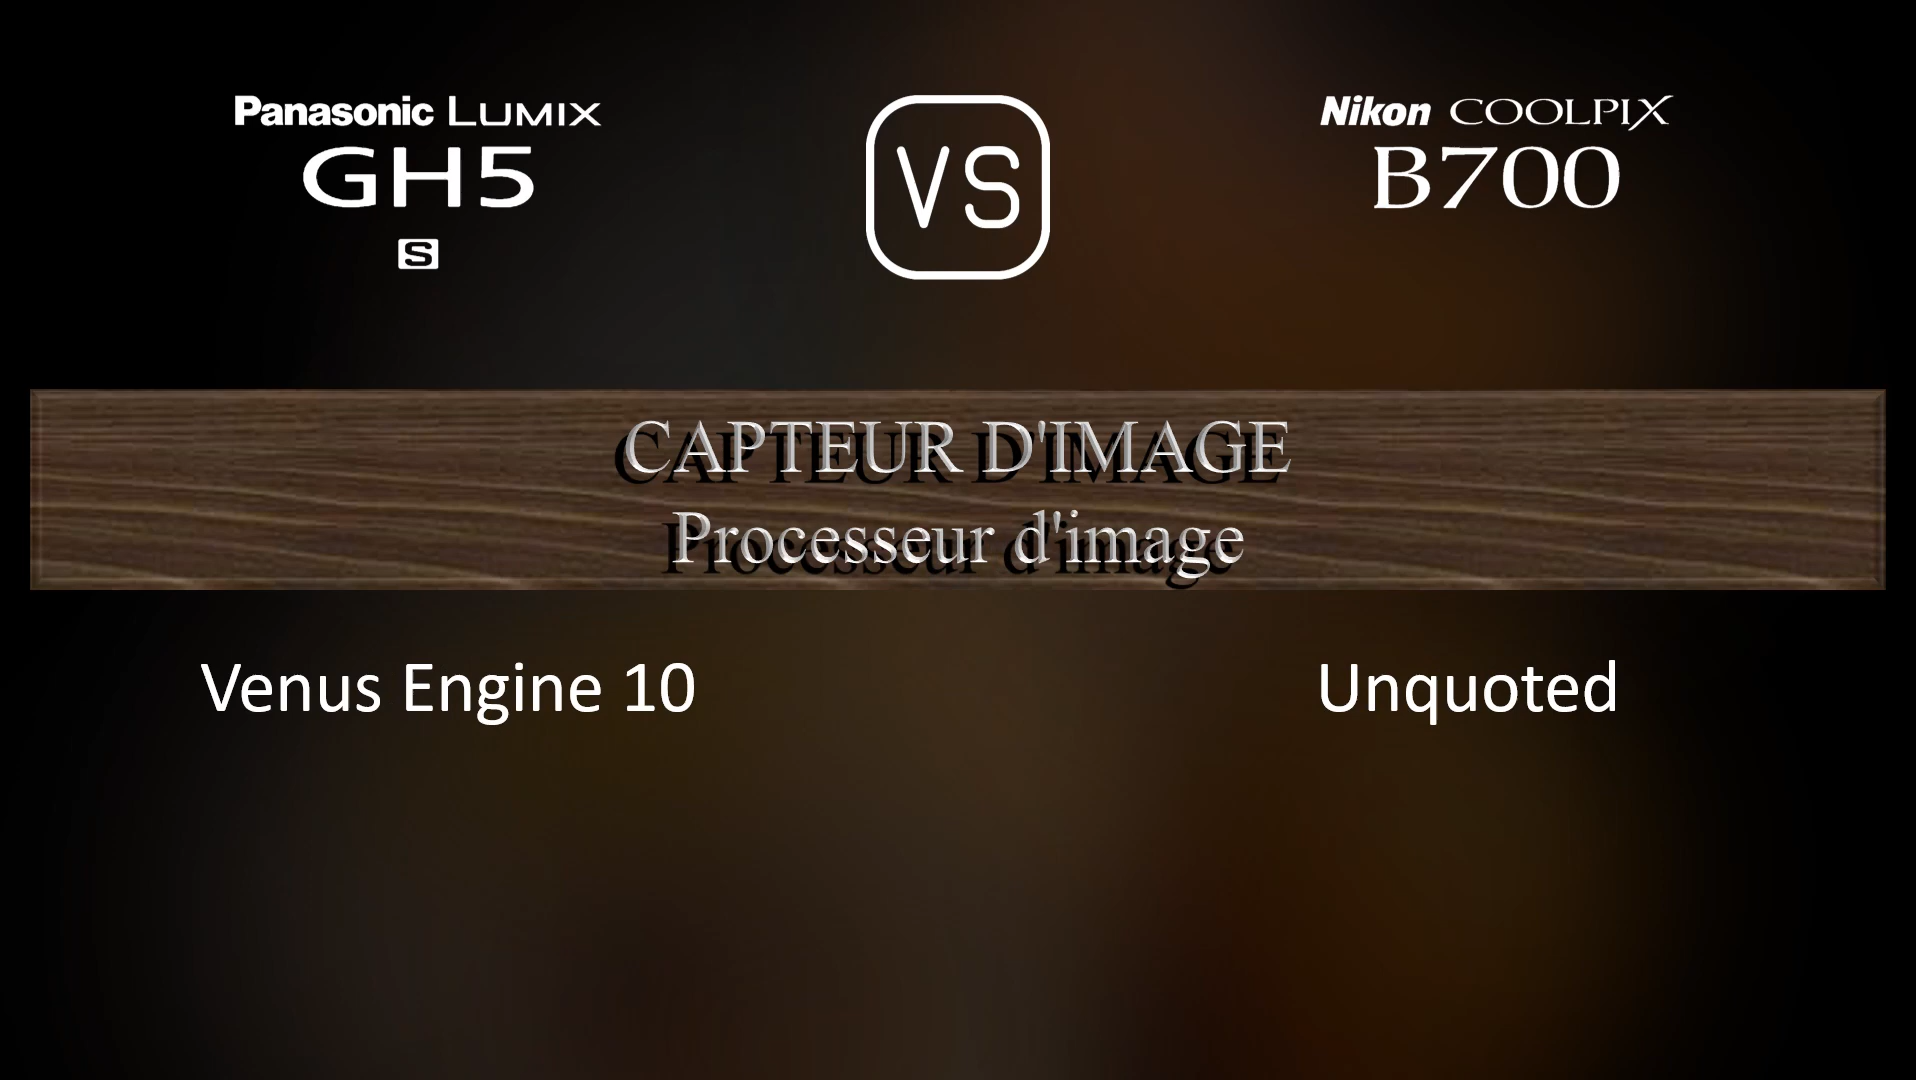 Panasonic LUMIX
GH5
S
VS
Nikon COOLPIX
B700
CAPTEUR D'IMAGE
Processeur d'image
Venus Engine 10
Unquoted